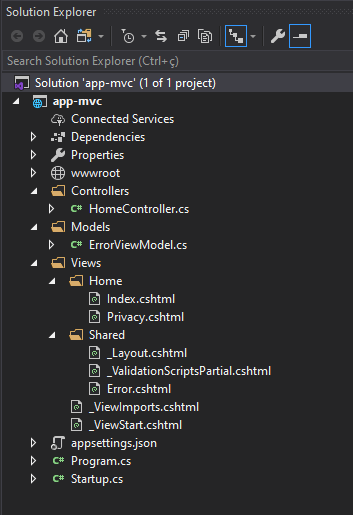 Solution Explorer
Search Solution Explorer (Ctrl+ç)
Solution 'app-mvc' (1 of 1 project)
app-mvc
Connected Services
Dependencies
Properties
wwwroot
Controllers
C# HomeController.cs
Models
C# ErrorViewModel.cs
Views
Home
Index.cshtml
Privacy.cshtml
Shared
_Layout.cshtml
_ValidationScriptsPartial.cshtml
Error.cshtml
_ViewImports.cshtml
_ViewStart.cshtml
appsettings.json
C# Program.cs
C# Startup.cs